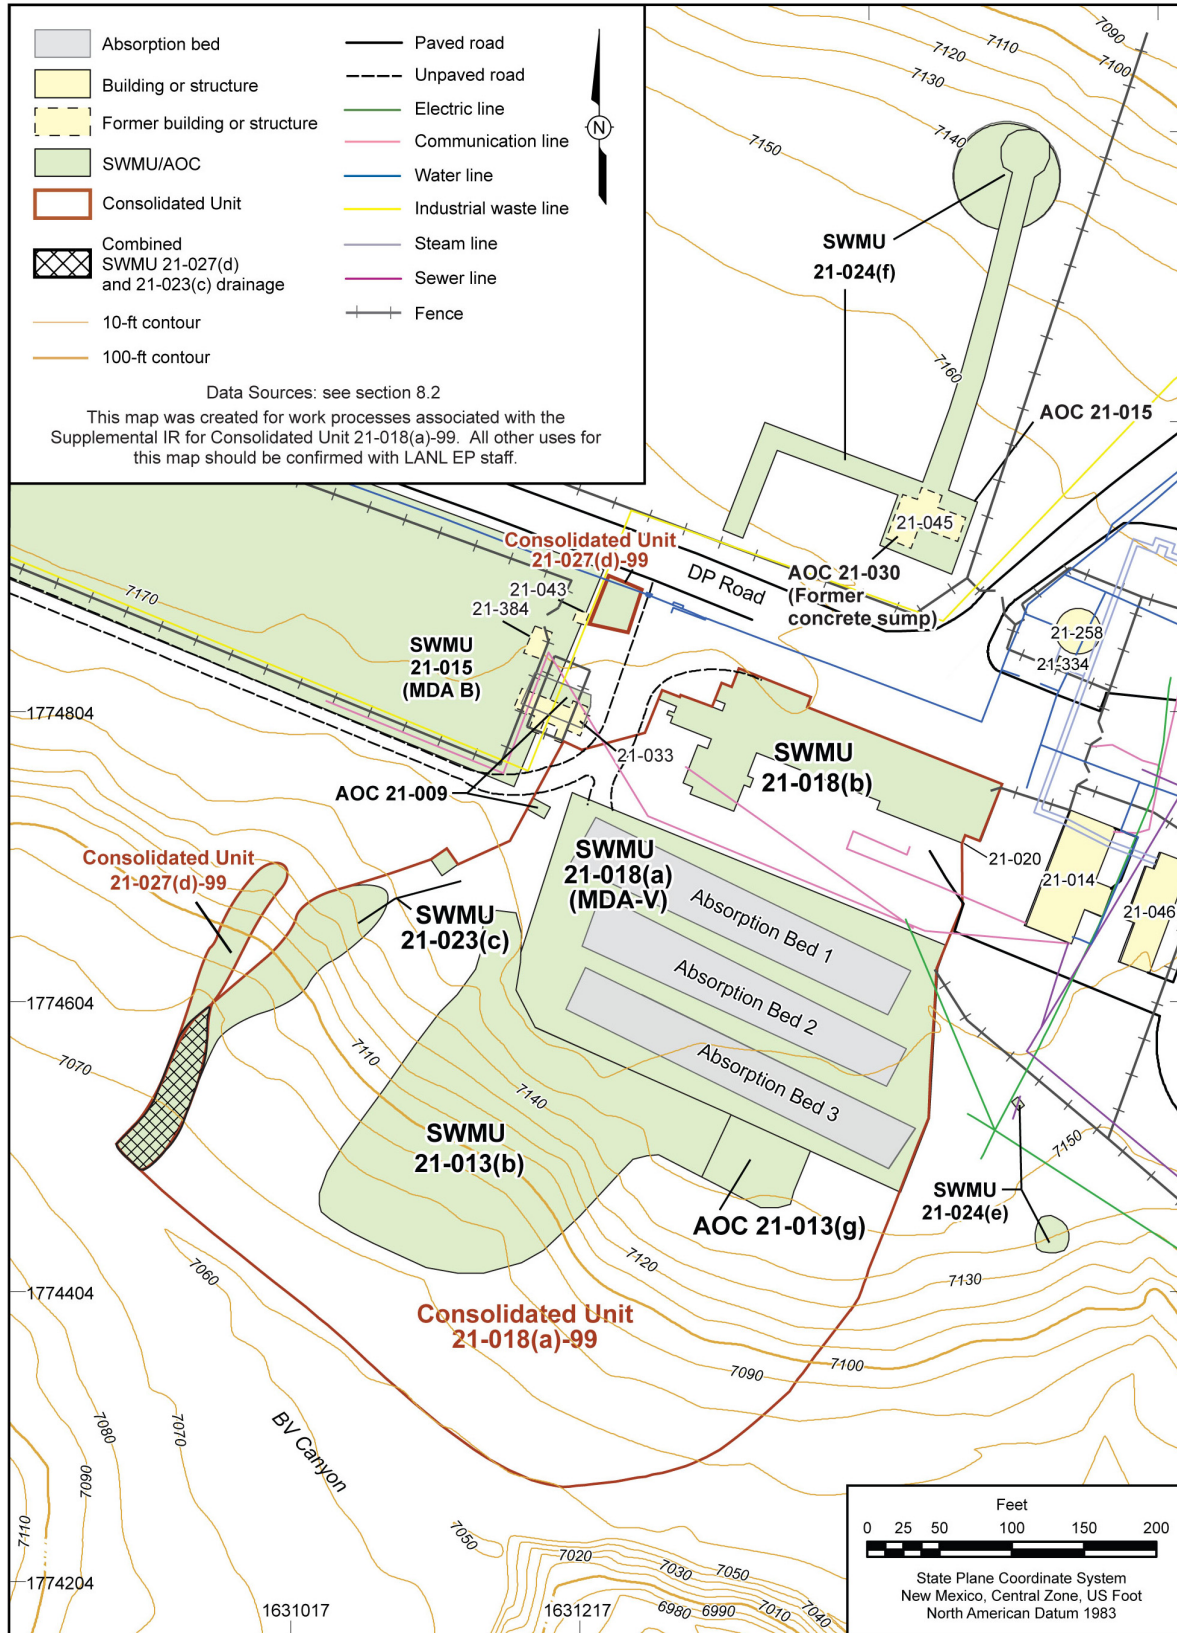 Absorption bed
Building or structure
Former building or structure
SWMU/AOC
Consolidated Unit
Combined
SWMU 21-027(d)
and 21-023(c) drainage
10-ft contour
100-ft contour
Paved road
Unpaved road
Electric line
Communication line
Water line
Industrial waste line
Steam line
Sewer line
Fence
N
Data Sources: see section 8.2
This map was created for work processes associated with the
Supplemental IR for Consolidated Unit 21-018(a)-99. All other uses for
this map should be confirmed with LANL EP staff.
7090
7100
7110
7120
7130
7140
7150
7160
SWMU
21-024(f)
AOC 21-015
21-045
AOC 21-030
(Former
concrete sump)
DP Road
Consolidated Unit
21-027(d)-99
21-043
21-384
7170
SWMU
21-015
(MDA B)
21-258
21-334
1774804
21-033
SWMU
21-018(b)
AOC 21-009
SWMU
21-018(a)
(MDA-V)
21-020
21-014
21-046
Consolidated Unit
21-027(d)-99
SWMU
21-023(c)
Absorption Bed 1
Absorption Bed 2
Absorption Bed 3
1774604
7070
7110
7140
7150
SWMU
21-013(b)
AOC 21-013(g)
SWMU
21-024(e)
7060
7120
7130
1774404
Consolidated Unit
21-018(a)-99
7100
7090
7070
7080
7090
7110
BV Canyon
7050
7020
7030
7050
6980
6990
7010
7040
1774204
1631017
1631217
Feet
0 25 50 100 150 200
State Plane Coordinate System
New Mexico, Central Zone, US Foot
North American Datum 1983